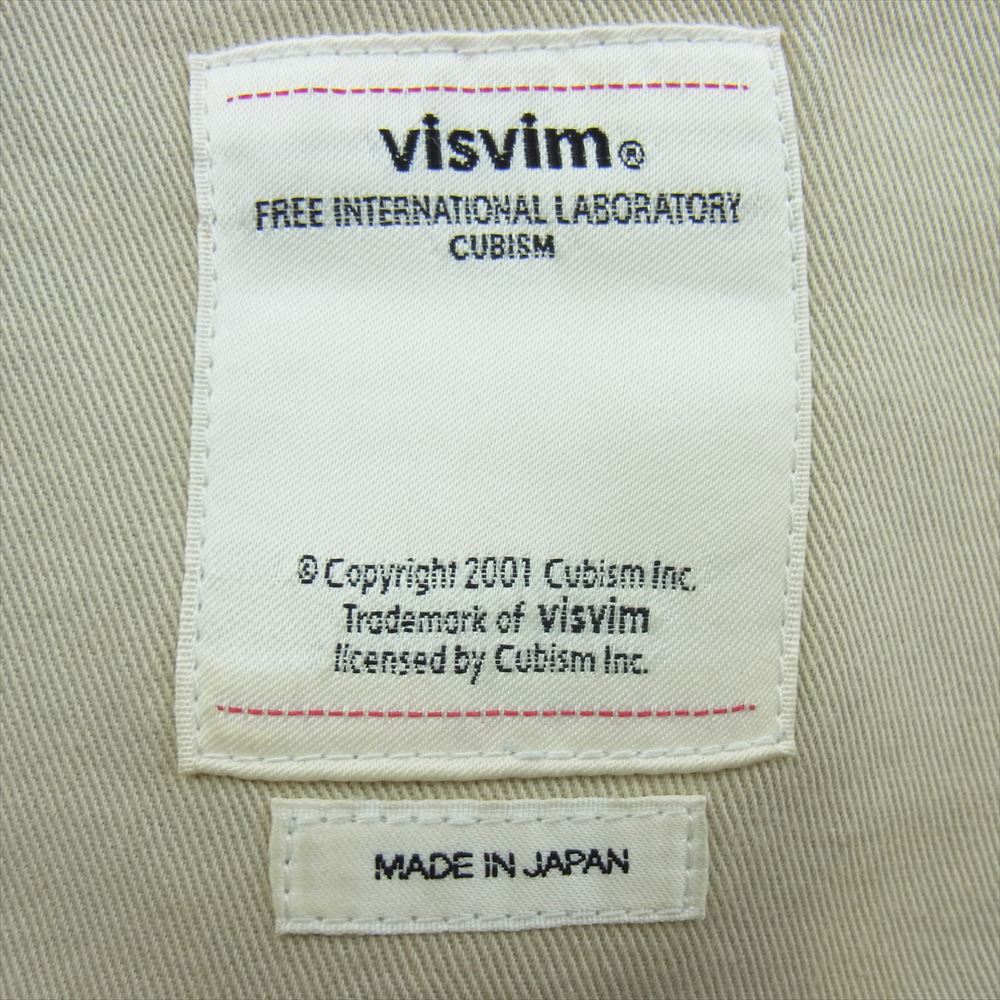 visvim®
FREE INTERNATIONAL LABORATORY
CUBISM
© Copyright 2001 Cubism Inc.
Trademark of visvim
licensed by Cubism Inc.
MADE IN JAPAN